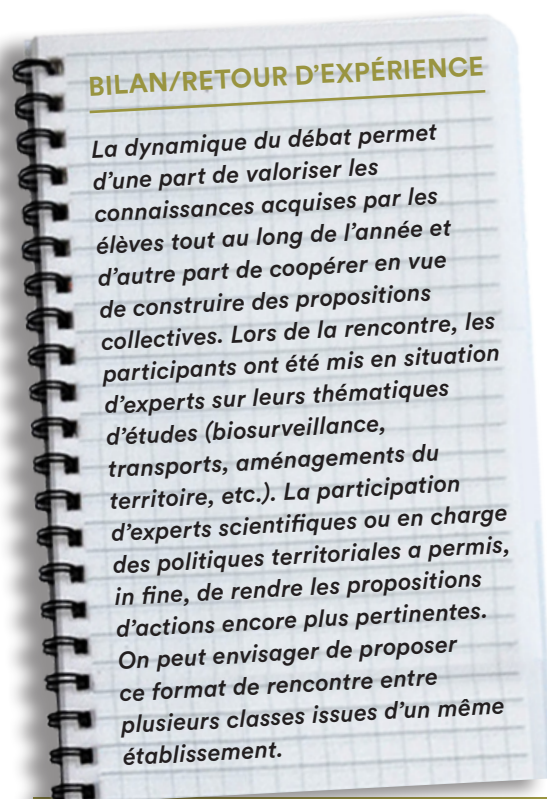 BILAN/RETOUR D'EXPÉRIENCE
La dynamique du débat permet
d'une part de valoriser les
connaissances acquises par les
élèves tout au long de l'année et
d'autre part de coopérer en vue
de construire des propositions
collectives. Lors de la rencontre, les
participants ont été mis en situation
d'experts sur leurs thématiques
d'études (biosurveillance,
transports, aménagements du
territoire, etc.). La participation
d'experts scientifiques ou en charge
des politiques territoriales a permis,
in fine, de rendre les propositions
d'actions encore plus pertinentes.
On peut envisager de proposer
ce format de rencontre entre
plusieurs classes issues d'un même
établissement.